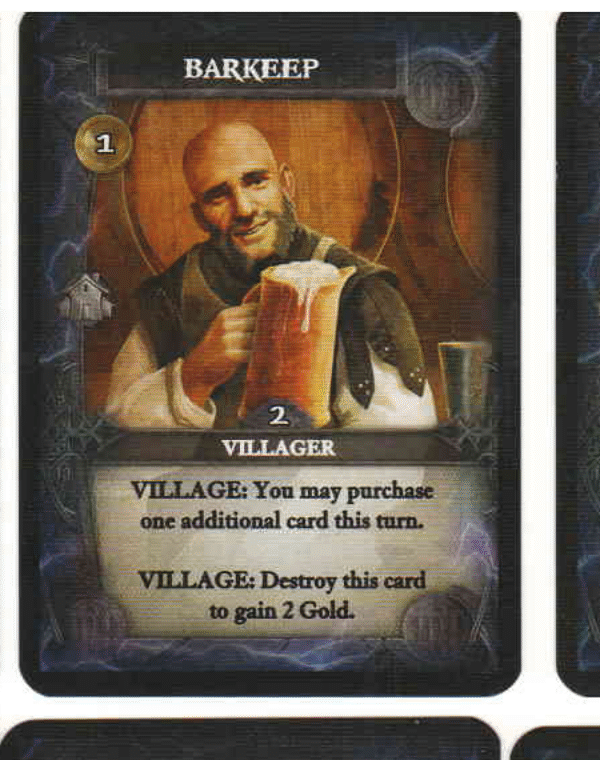 BARKEEP
1
2
VILLAGER
VILLAGE: You may purchase
one additional card this turn.
VILLAGE: Destroy this card
to gain 2 Gold.